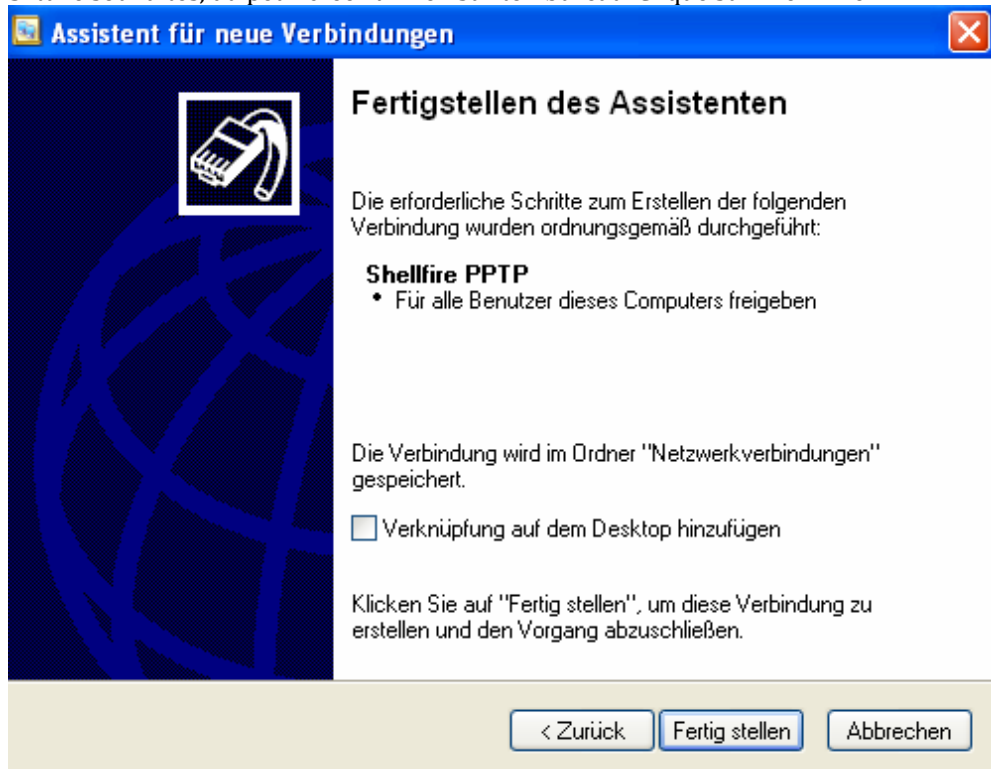 Assistent für neue Verbindungen
Fertigstellen des Assistenten
Die erforderliche Schritte zum Erstellen der folgenden
Verbindung wurden ordnungsgemäß durchgeführt:
Shellfire PPTP
• Für alle Benutzer dieses Computers freigeben
Die Verbindung wird im Ordner "Netzwerkverbindungen"
gespeichert.
Verknüpfung auf dem Desktop hinzufügen
Klicken Sie auf "Fertig stellen", um diese Verbindung zu
erstellen und den Vorgang abzuschließen.
< Zurück
Fertig stellen
Abbrechen